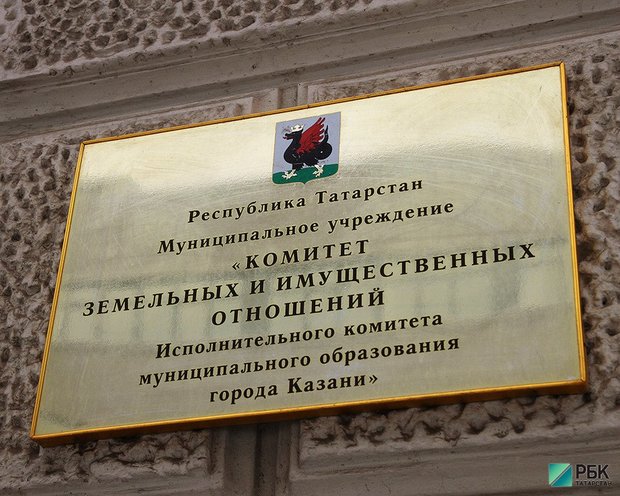 Республика Татарстан
Муниципальное учреждение
«КОМИТЕТ
ЗЕМЕЛЬНЫХ И ИМУЩЕСТВЕННЫХ
ОТНОШЕНИЙ
Исполнительного комитета
муниципального образования
города Казани»
РБК
ТАТАРСТАН